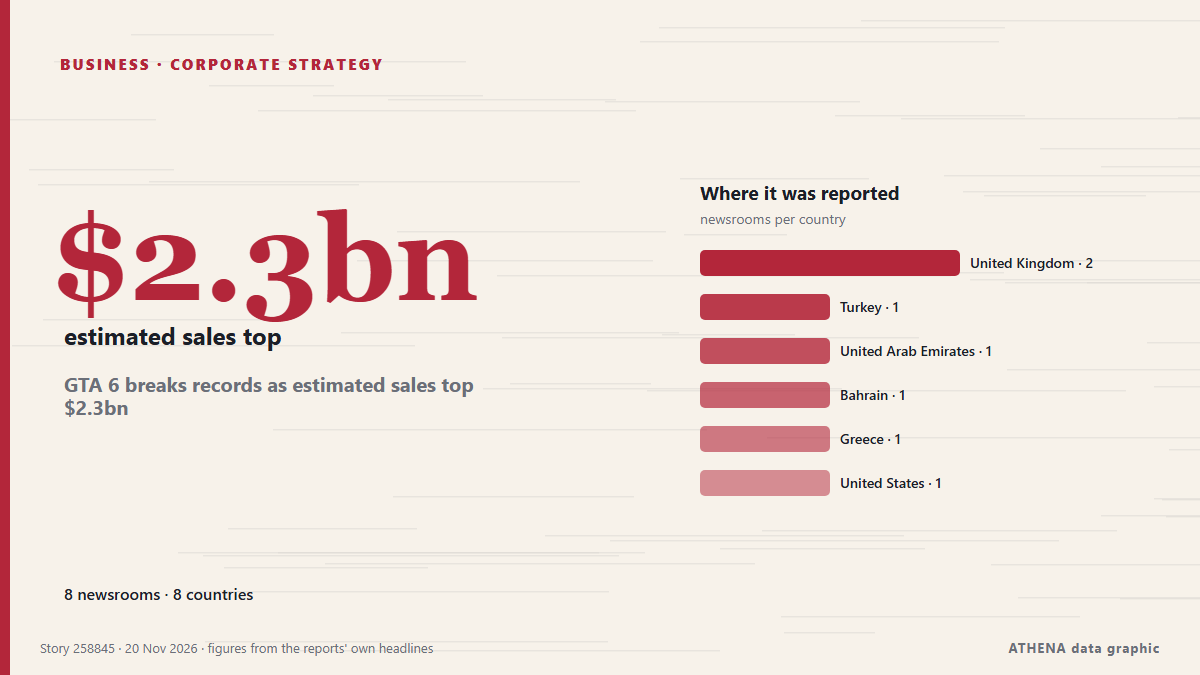 BUSINESS · CORPORATE STRATEGY
$2.3bn
estimated sales top
GTA 6 breaks records as estimated sales top
$2.3bn
Where it was reported
newsrooms per country
United Kingdom · 2
Turkey · 1
United Arab Emirates · 1
Bahrain · 1
Greece · 1
United States · 1
8 newsrooms · 8 countries
Story 258845 · 20 Nov 2026 · figures from the reports' own headlines
ATHENA data graphic